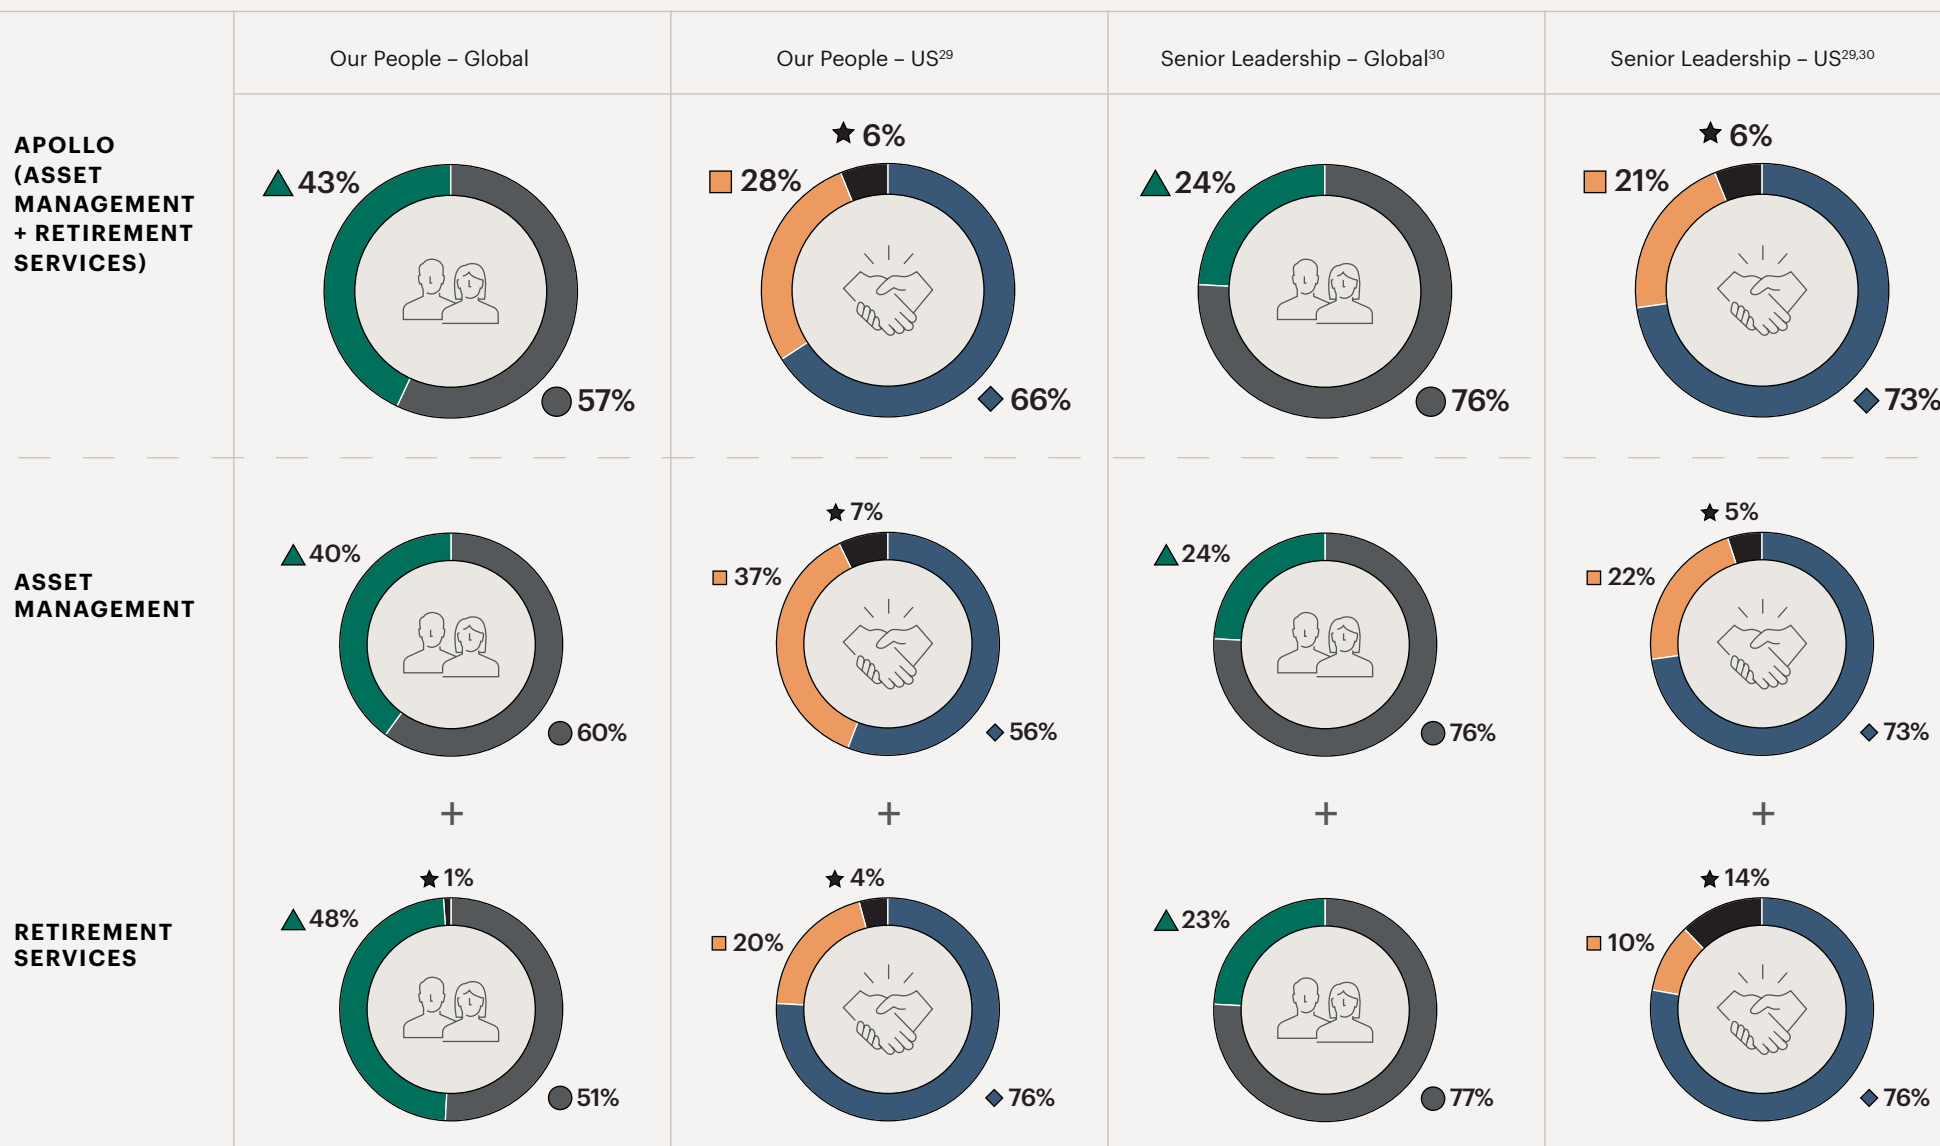 Our People – Global
Our People – US29
Senior Leadership – Global30
Senior Leadership – US29,30
APOLLO
(ASSET
MANAGEMENT
+ RETIREMENT
SERVICES)
43%
57%
6%
28%
66%
24%
76%
6%
21%
73%
ASSET
MANAGEMENT
40%
60%
7%
37%
56%
24%
76%
5%
22%
73%
+
+
+
+
RETIREMENT
SERVICES
1%
48%
51%
4%
20%
76%
23%
77%
14%
10%
76%